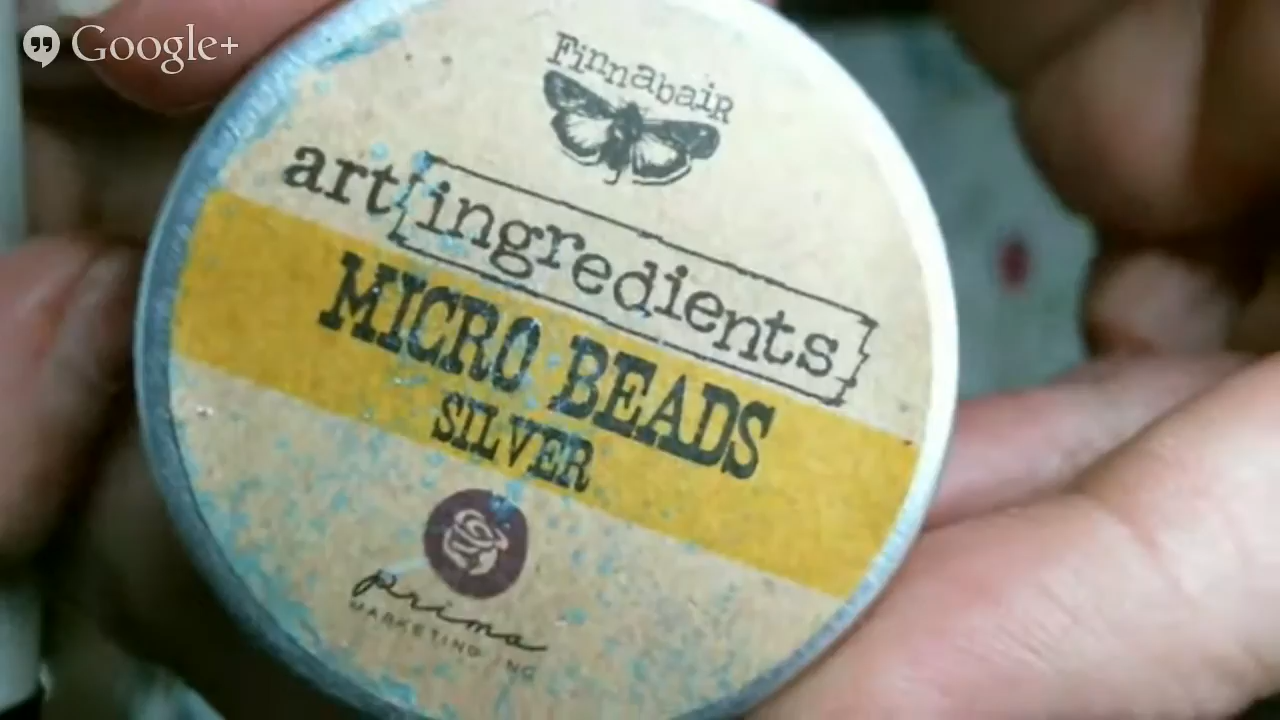 Google+
Finnabair
art ingredients
MICRO BEADS
SILVER
prima
MARKETING INC